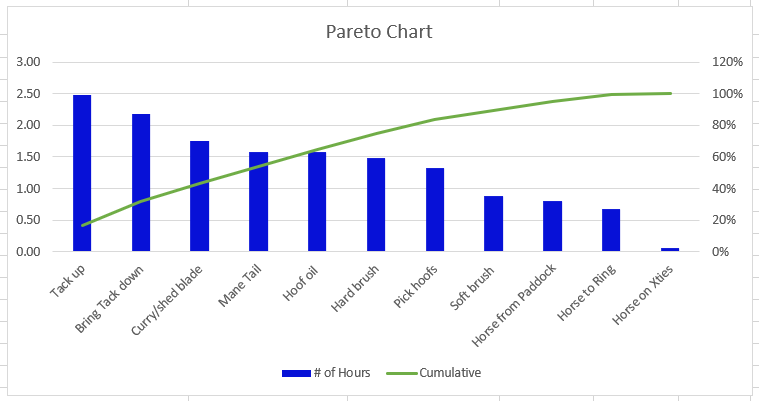 Pareto Chart
3.00
2.50
2.00
1.50
1.00
0.50
0.00
120%
100%
80%
60%
40%
20%
0%
Tack up
Bring Tack down
Curry/shed blade
Mane Tail
Hoof oil
Hard brush
Pick hoofs
Soft brush
Horse from Paddock
Horse to Ring
Horse on Xties
# of Hours
Cumulative